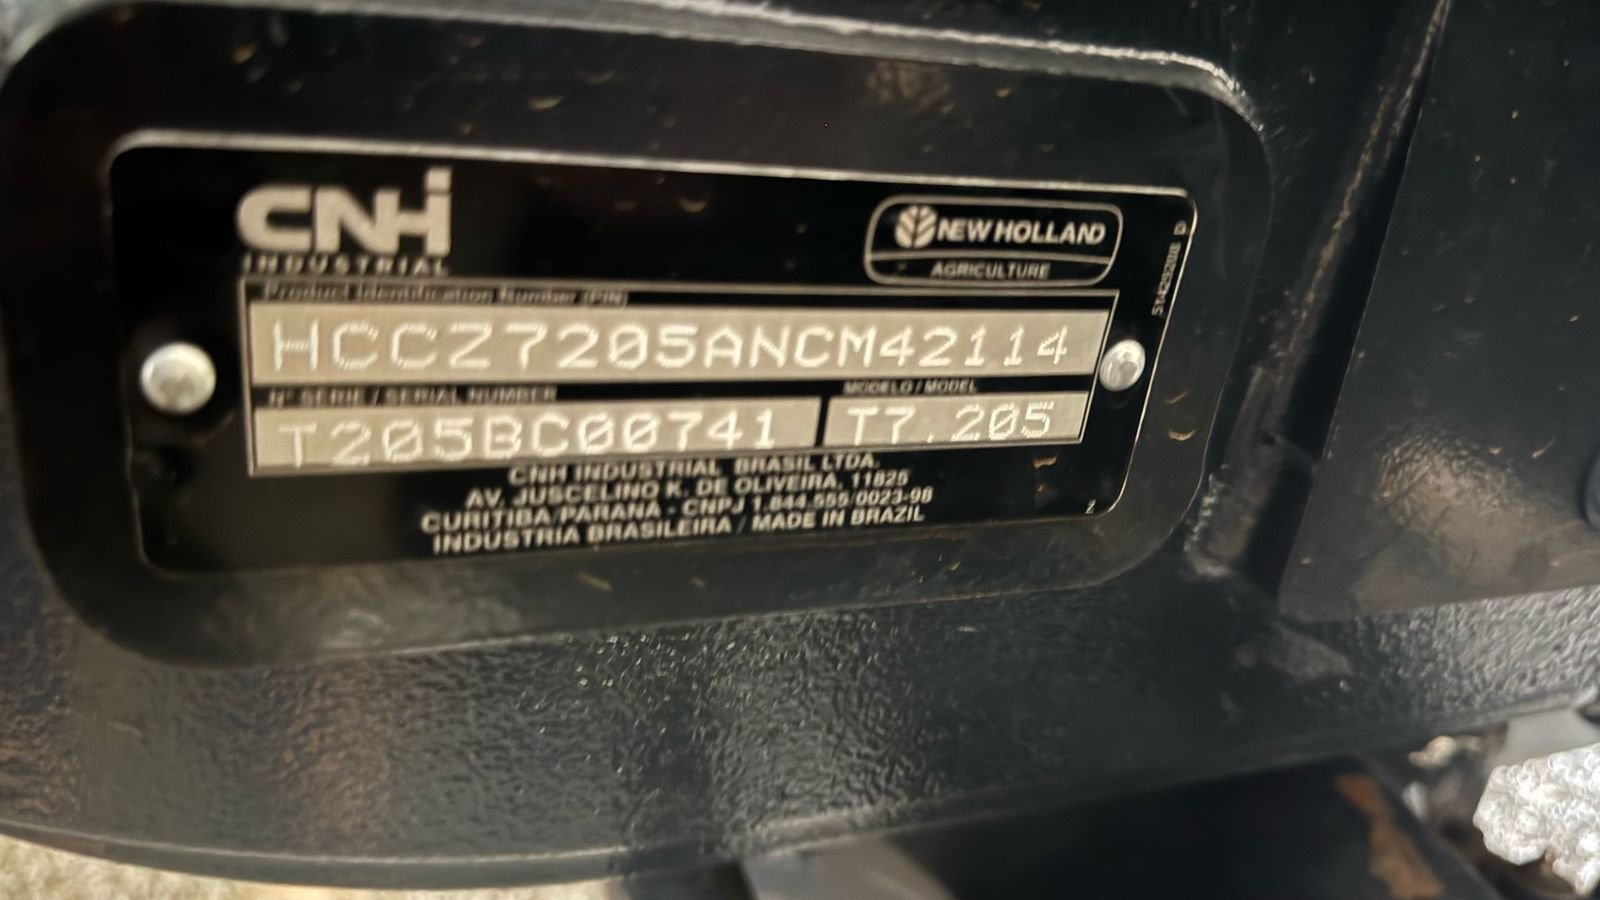 CNHi
INDUSTRIAL
NEW HOLLAND
AGRICULTURE
Product Identification Number (PIN)
HCCZ7205ANCM42114
Nº SERIE / SERIAL NUMBER
MODELO / MODEL
T205BC00741
T7.205
CNH INDUSTRIAL BRASIL LTDA.
AV. JUSCELINO K. DE OLIVEIRA, 11825
CURITIBA/PARANA - CNPJ 1.844.555/0023-98
INDUSTRIA BRASILEIRA / MADE IN BRAZIL
Z